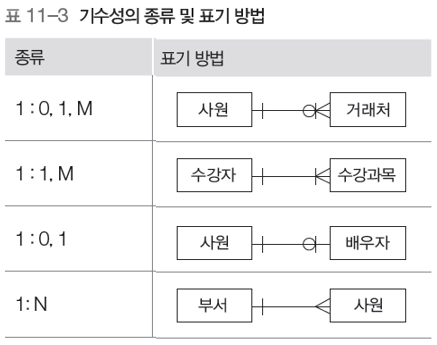 표 11-3 기수성의 종류 및 표기 방법
종류 표기 방법
1 : 0, 1, M 사원 거래처
1 : 1, M 수강자 수강과목
1 : 0, 1 사원 배우자
1: N 부서 사원